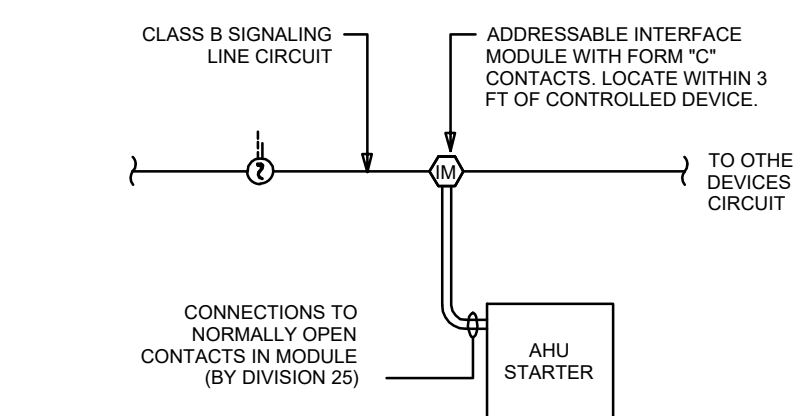 CLASS B SIGNALING
LINE CIRCUIT
ADDRESSABLE INTERFACE
MODULE WITH FORM "C"
CONTACTS. LOCATE WITHIN 3
FT OF CONTROLLED DEVICE.
IM
TO OTHE
DEVICES
CIRCUIT
CONNECTIONS TO
NORMALLY OPEN
CONTACTS IN MODULE
(BY DIVISION 25)
AHU
STARTER